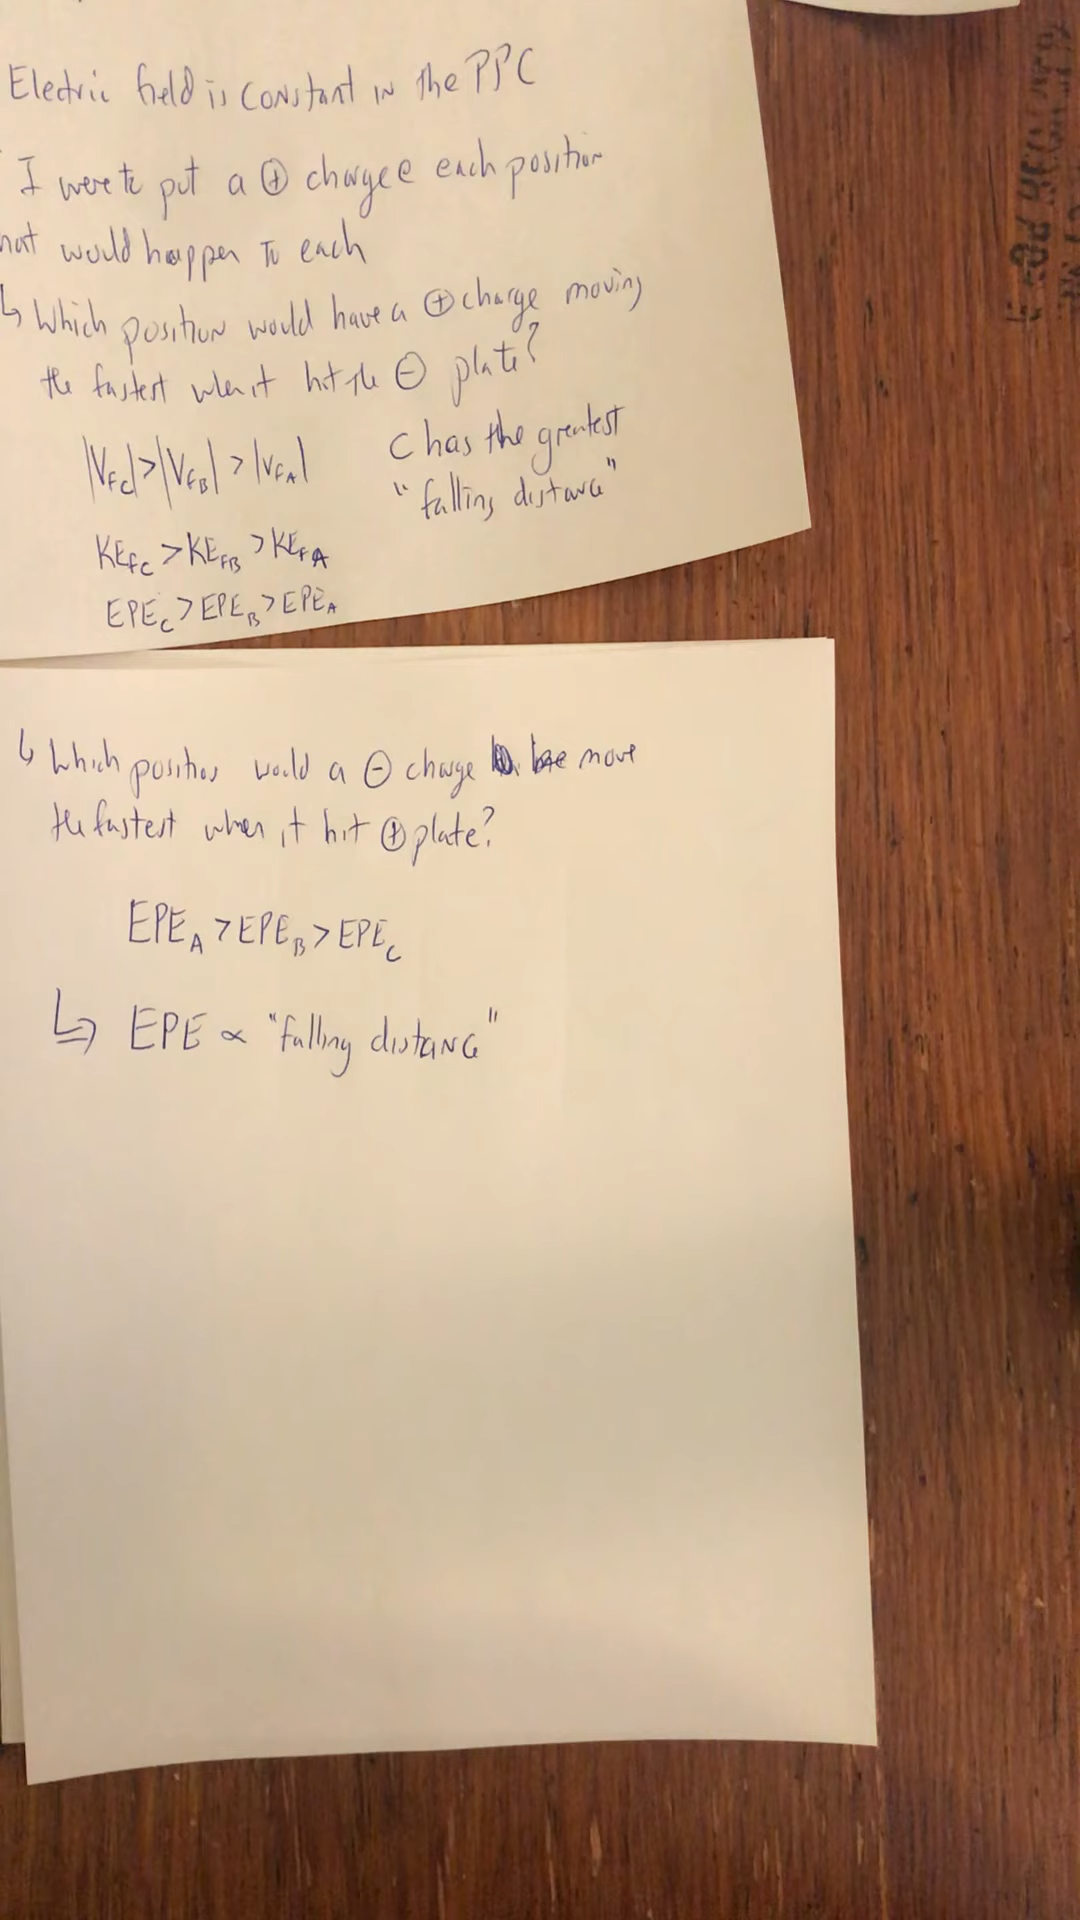 Electric field is constant in the PPC
I were to put a ⊕ charge @ each position
would happen to each
↳ Which position would have a ⊕ charge moving
the fastest when it hit the ⊖ plate?
|VFC| > |VFB| > |VFA|
C has the greatest
"falling distance"
KEFC > KEFB > KEFA
EPEC > EPEB > EPEA
↳ Which position would a ⊖ charge be move
the fastest when it hit ⊕ plate?
EPEA > EPEB > EPEC
↳ EPE ∝ "falling distance"